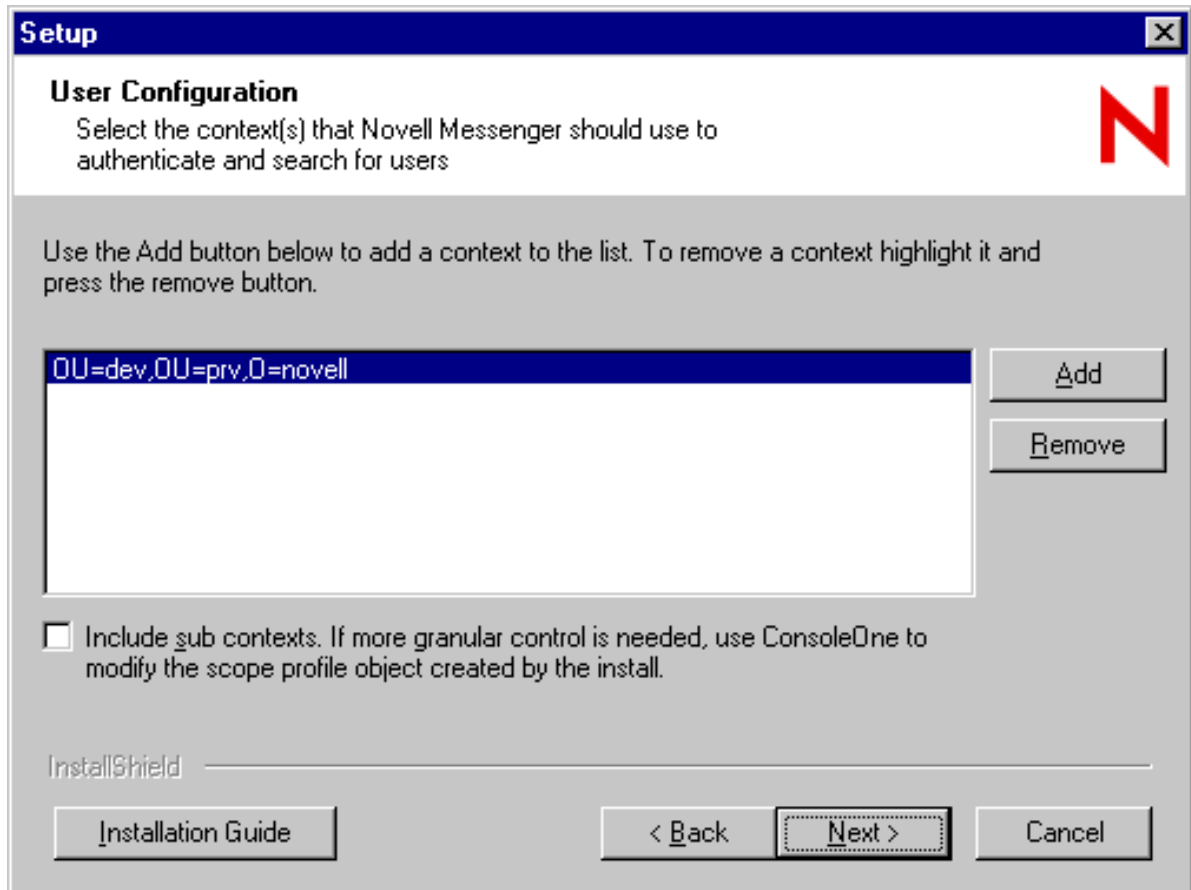 Setup
User Configuration
Select the context(s) that Novell Messenger should use to
authenticate and search for users
N
Use the Add button below to add a context to the list. To remove a context highlight it and
press the remove button.
OU=dev,OU=prv,O=novell
Add
Remove
Include sub contexts. If more granular control is needed, use ConsoleOne to
modify the scope profile object created by the install.
InstallShield
Installation Guide
< Back
Next >
Cancel